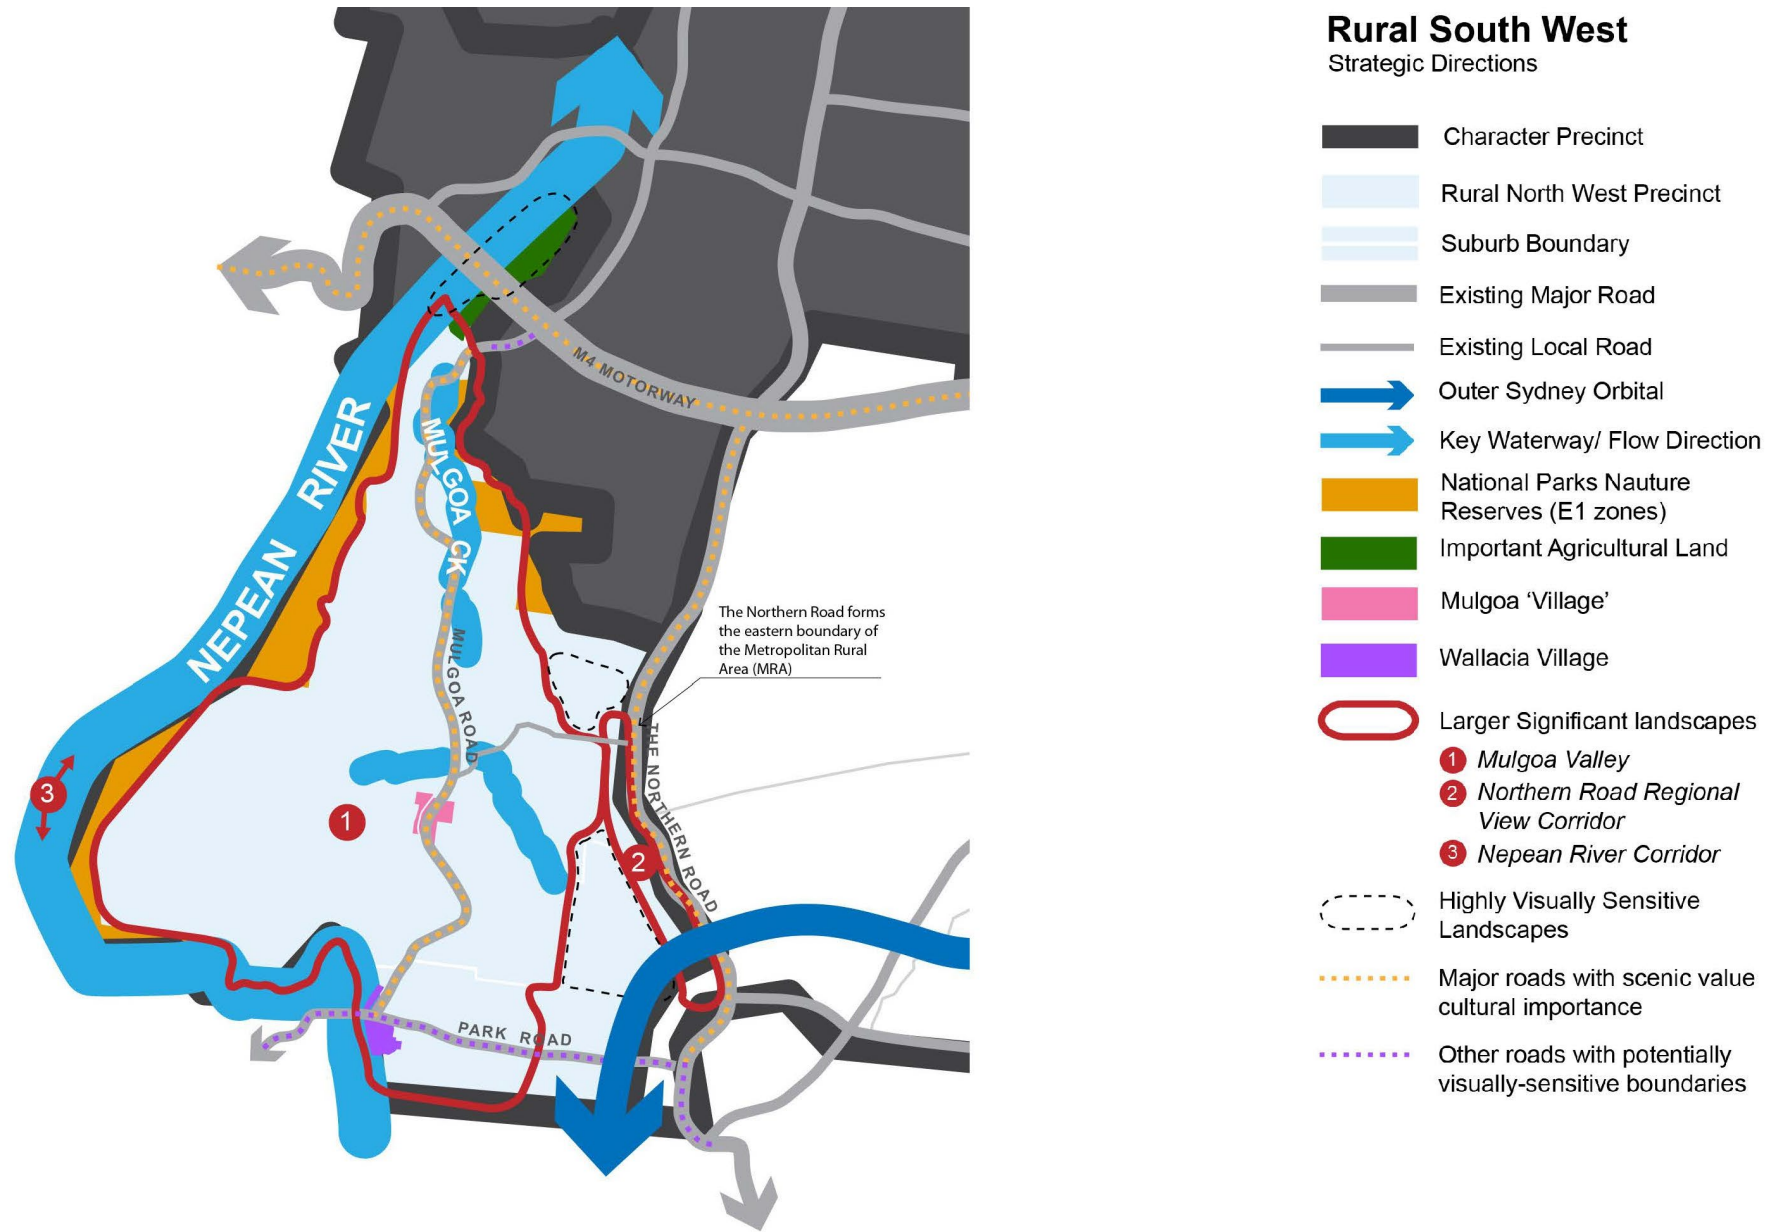 Rural South West
Strategic Directions
Character Precinct
Rural North West Precinct
Suburb Boundary
Existing Major Road
Existing Local Road
Outer Sydney Orbital
Key Waterway/ Flow Direction
National Parks Nauture
Reserves (E1 zones)
Important Agricultural Land
Mulgoa ‘Village’
Wallacia Village
Larger Significant landscapes
1 Mulgoa Valley
2 Northern Road Regional
View Corridor
3 Nepean River Corridor
Highly Visually Sensitive
Landscapes
Major roads with scenic value
cultural importance
Other roads with potentially
visually-sensitive boundaries
M4 MOTORWAY
NEPEAN RIVER
MULGOA CK
MULGOA ROAD
The Northern Road forms
the eastern boundary of
the Metropolitan Rural
Area (MRA)
THE NORTHERN ROAD
3
1
2
PARK ROAD